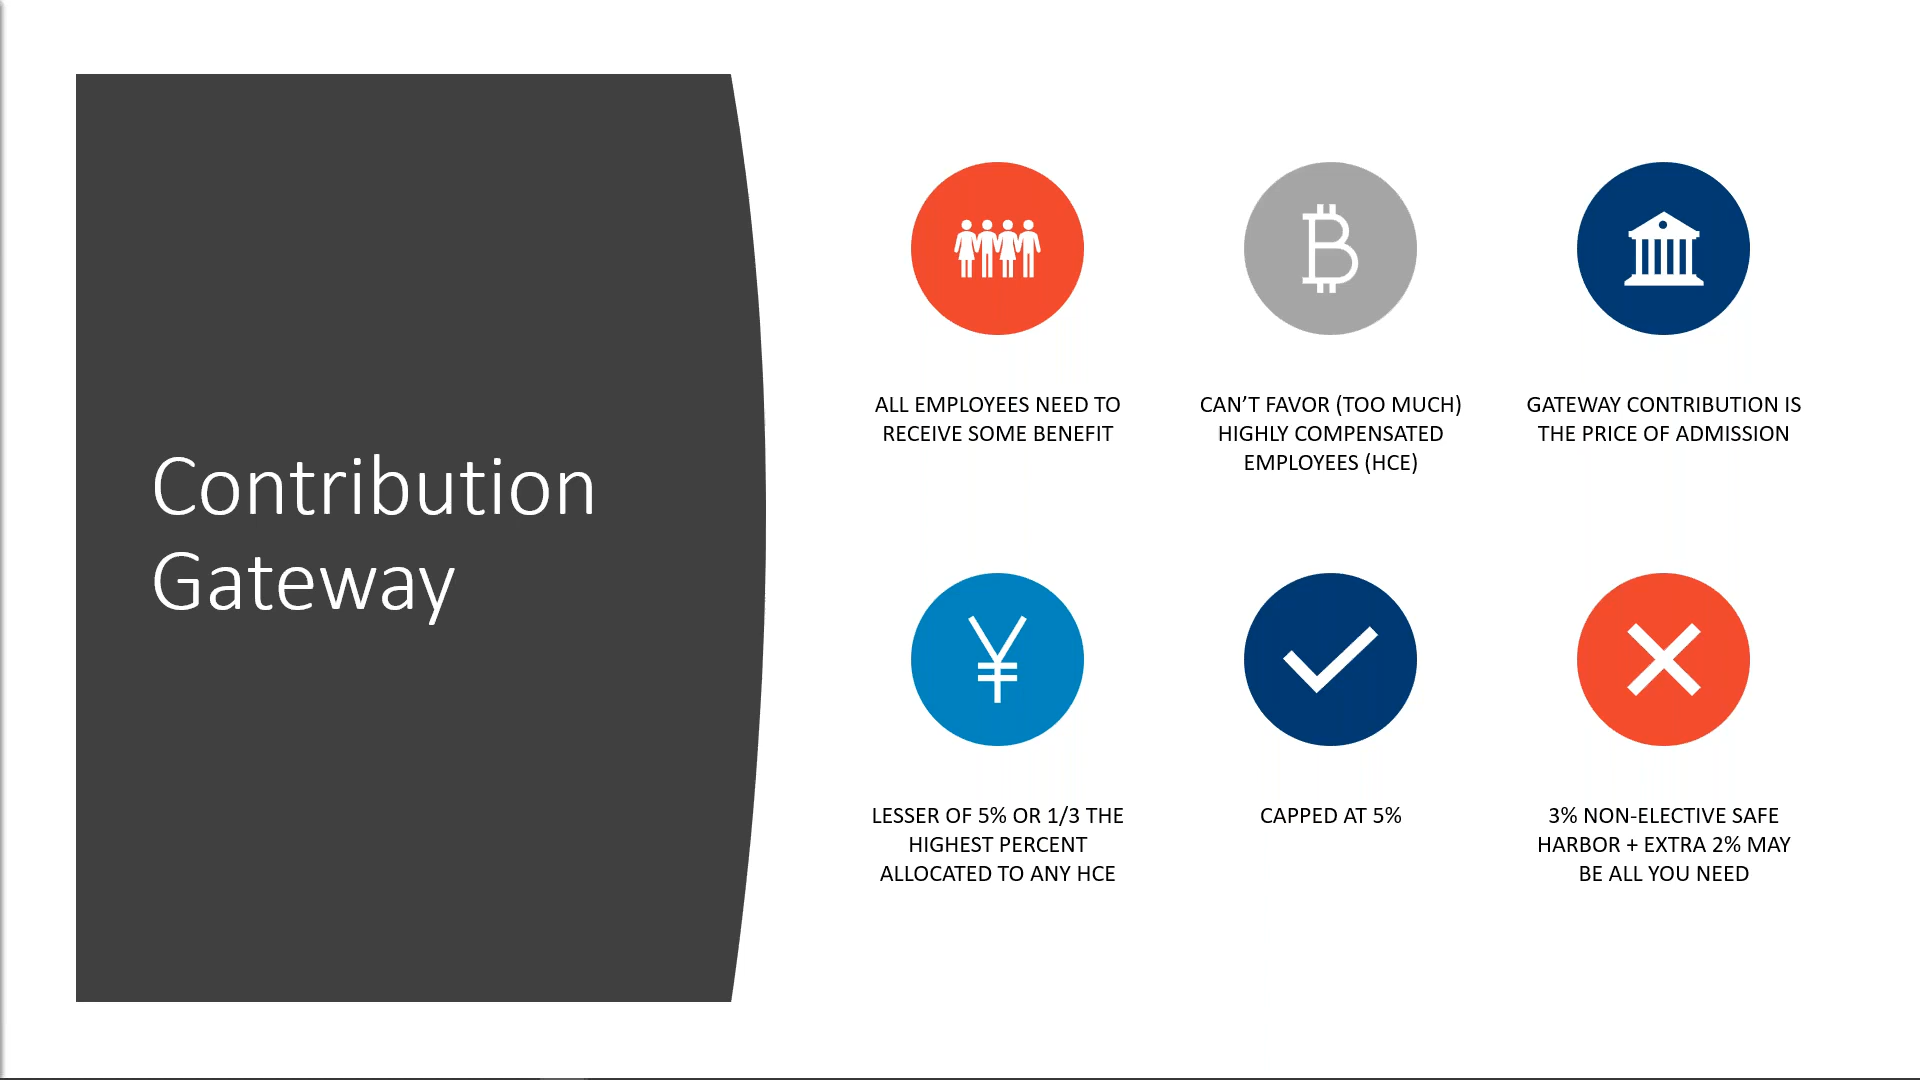 Contribution
Gateway
ALL EMPLOYEES NEED TO
RECEIVE SOME BENEFIT
CAN’T FAVOR (TOO MUCH)
HIGHLY COMPENSATED
EMPLOYEES (HCE)
GATEWAY CONTRIBUTION IS
THE PRICE OF ADMISSION
LESSER OF 5% OR 1/3 THE
HIGHEST PERCENT
ALLOCATED TO ANY HCE
CAPPED AT 5%
3% NON-ELECTIVE SAFE
HARBOR + EXTRA 2% MAY
BE ALL YOU NEED